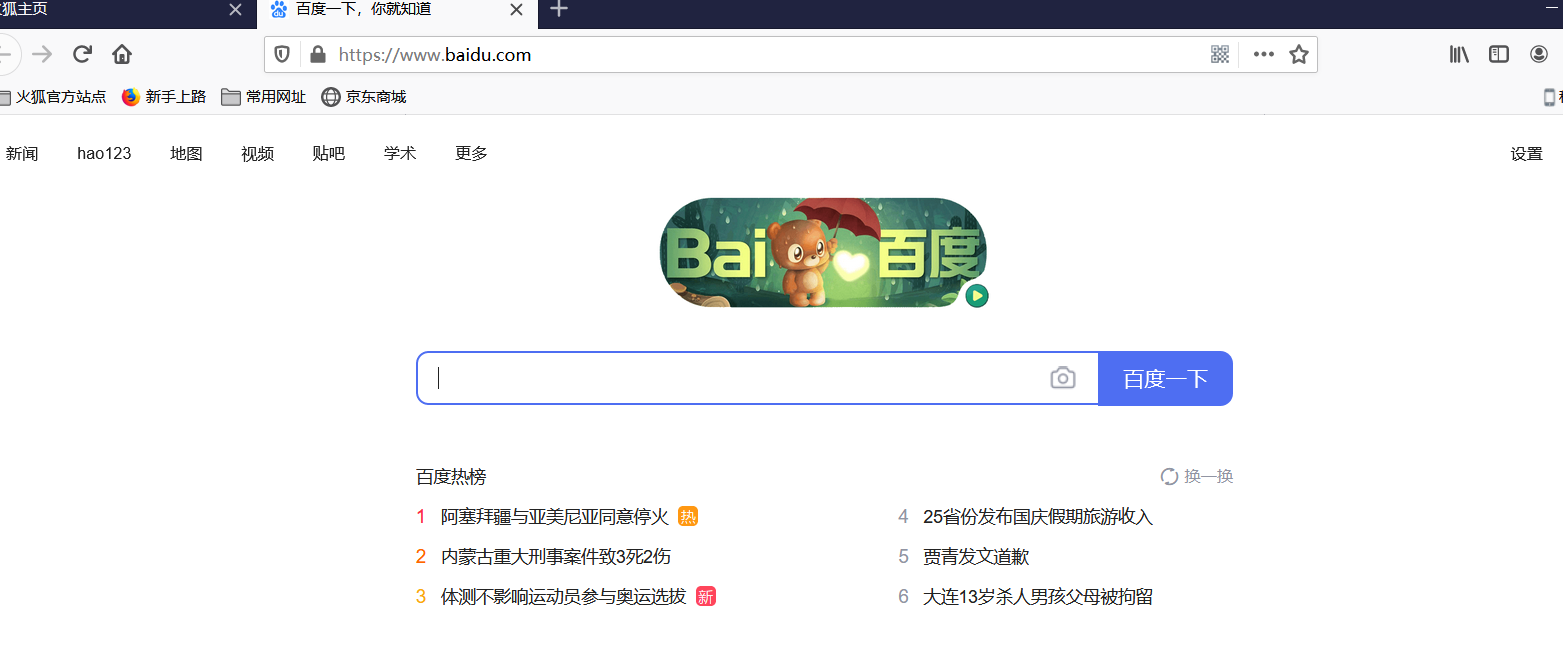 狐主页
百度一下，你就知道
https://www.baidu.com
火狐官方站点 新手上路 常用网址 京东商城
新闻 hao123 地图 视频 贴吧 学术 更多 设置
Bai 百度
百度一下
百度热榜 换一换
1 阿塞拜疆与亚美尼亚同意停火 热
2 内蒙古重大刑事案件致3死2伤
3 体测不影响运动员参与奥运选拔 新
4 25省份发布国庆假期旅游收入
5 贾青发文道歉
6 大连13岁杀人男孩父母被拘留